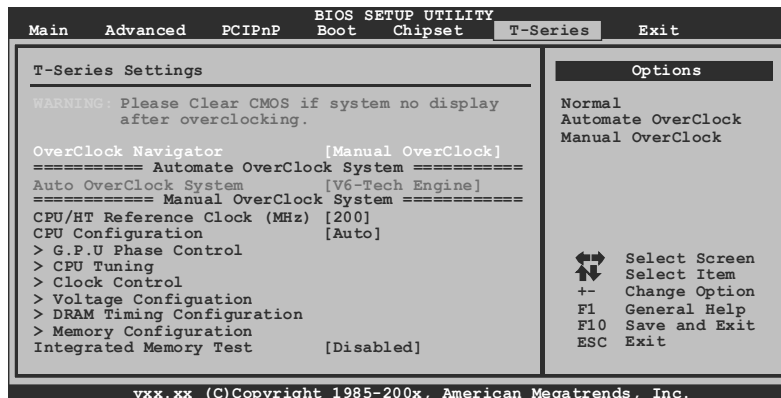 BIOS SETUP UTILITY
Main Advanced PCIPnP Boot Chipset T-Series Exit
T-Series Settings
WARNING: Please Clear CMOS if system no display
after overclocking.
OverClock Navigator [Manual OverClock]
=========== Automate OverClock System ===========
Auto OverClock System [V6-Tech Engine]
============ Manual OverClock System ============
CPU/HT Reference Clock (MHz) [200]
CPU Configuration [Auto]
> G.P.U Phase Control
> CPU Tuning
> Clock Control
> Voltage Configuation
> DRAM Timing Configuration
> Memory Configuration
Integrated Memory Test [Disabled]
Options
Normal
Automate OverClock
Manual OverClock
Select Screen
Select Item
+- Change Option
F1 General Help
F10 Save and Exit
ESC Exit
vxx.xx (C)Copyright 1985-200x, American Megatrends, Inc.